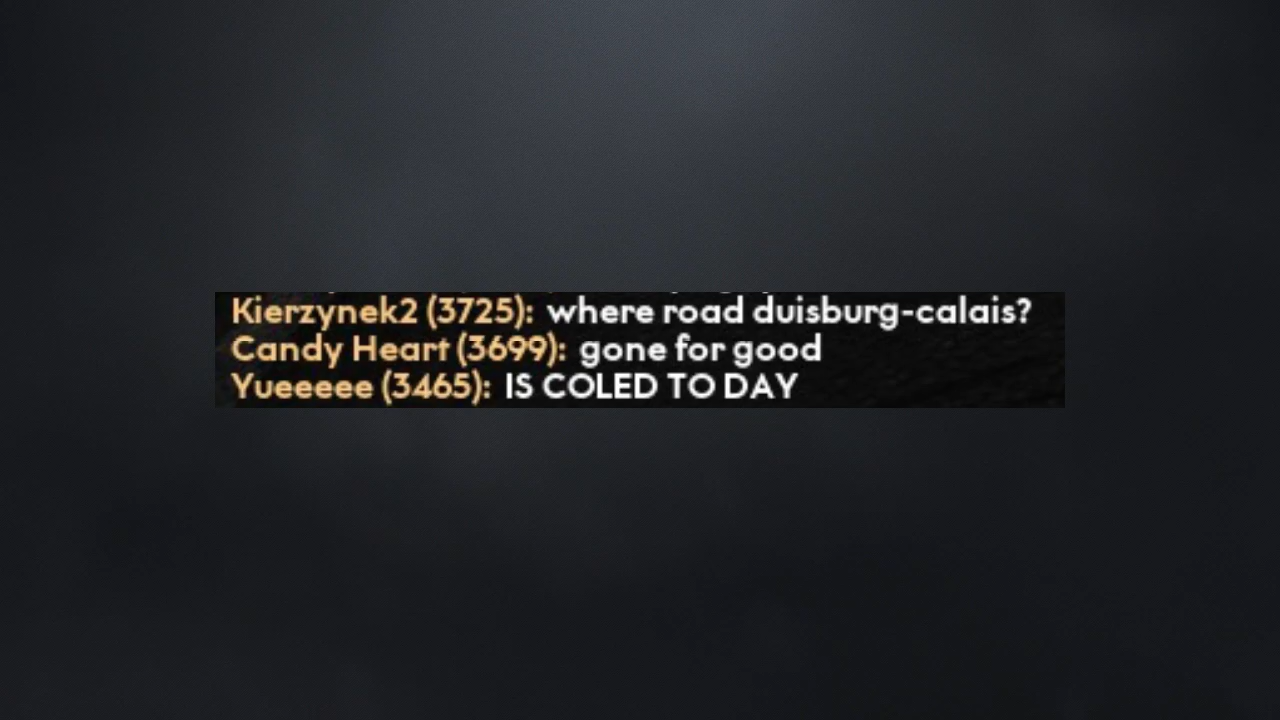 Kierzynek2 (3725): where road duisburg-calais?
Candy Heart (3699): gone for good
Yueeeee (3465): IS COLED TO DAY